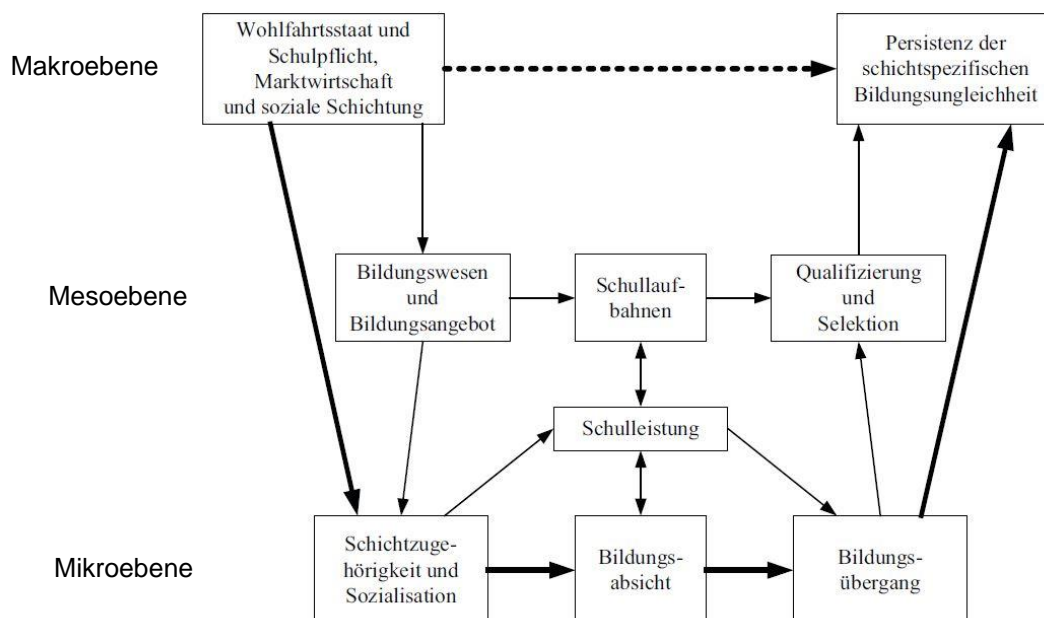 Makroebene
Wohlfahrtsstaat und
Schulpflicht,
Marktwirtschaft
und soziale Schichtung
Persistenz der
schichtspezifischen
Bildungsungleichheit
Mesoebene
Bildungswesen
und
Bildungsangebot
Schullauf-
bahnen
Qualifizierung
und
Selektion
Schulleistung
Mikroebene
Schichtzuge-
hörigkeit und
Sozialisation
Bildungs-
absicht
Bildungs-
übergang